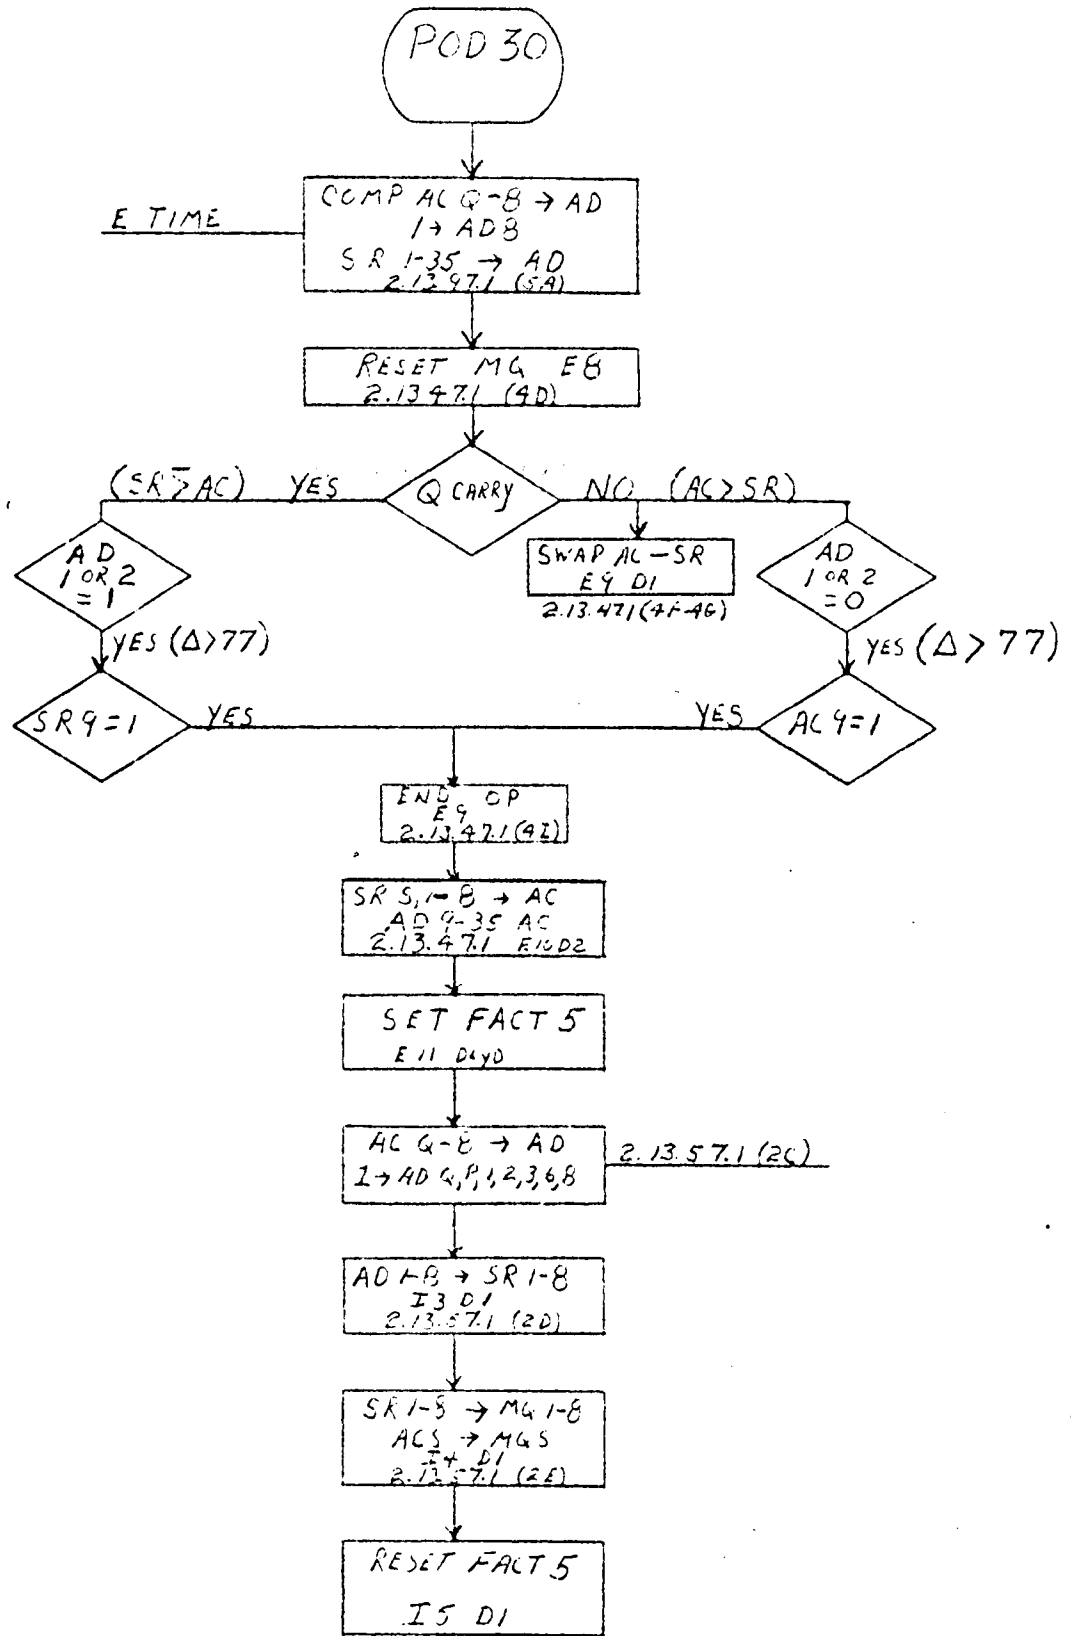 POD 30
COMP AC Q-8 → AD
1 → AD8
SR 1-35 → AD
2.13.47.1 (5A)
E TIME
RESET MQ E8
2.13 47.1 (4D)
(SR ≥ AC) YES
Q CARRY
NO (AC > SR)
AD
1 OR 2
= 1
SWAP AC-SR
E9 D1
2.13.471 (4F-4G)
AD
1 OR 2
= 0
YES (Δ>77)
YES (Δ>77)
SR9=1
YES
YES
AC9=1
END OP
E9
2.13.47.1 (4I)
SR S,1-8 → AC
AD 9-35 AC
2.13.47.1 E10D2
SET FACT 5
E11
AC Q-8 → AD
1 → AD Q,P,1,2,3,6,8
2.13.57.1 (2C)
AD 1-8 → SR 1-8
I3 D1
2.13.57.1 (2D)
SR 1-8 → MQ 1-8
ACS → MQS
I4 D1
2.13.57.1 (2E)
RESET FACT 5
I5 D1